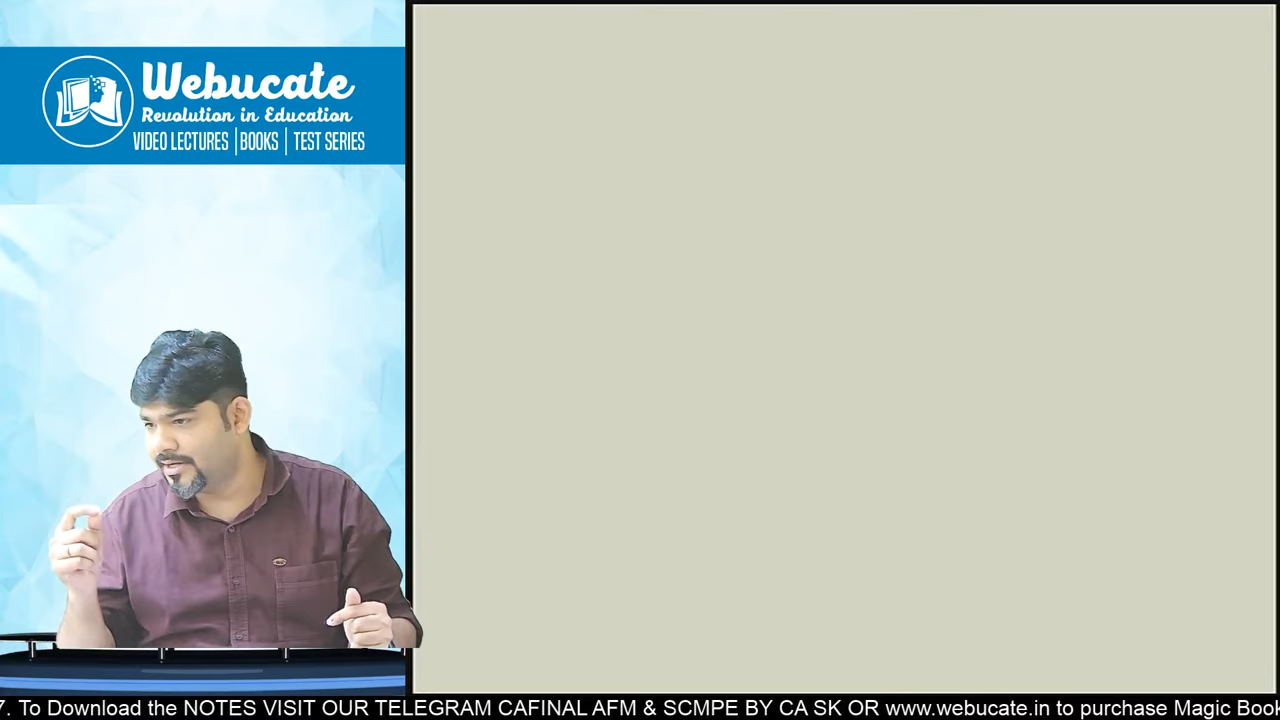 Webucate
Revolution in Education
VIDEO LECTURES | BOOKS | TEST SERIES
7. To Download the NOTES VISIT OUR TELEGRAM CAFINAL AFM & SCMPE BY CA SK OR www.webucate.in to purchase Magic Book